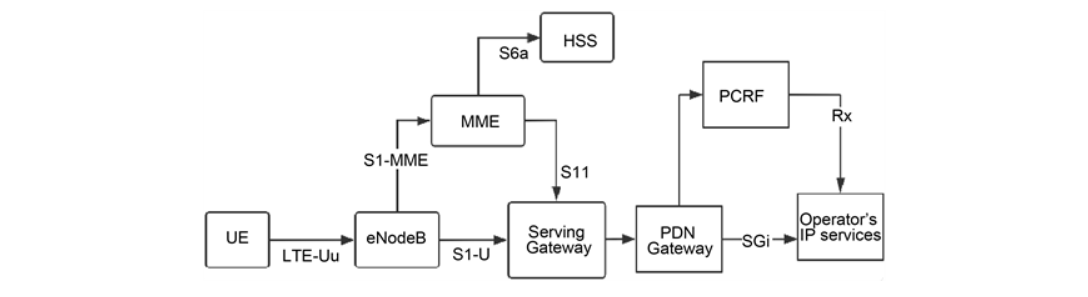 HSS
S6a
PCRF
MME
Rx
S1-MME
S11
UE
eNodeB
Serving
Gateway
PDN
Gateway
Operator's
IP services
LTE-Uu
S1-U
SGi